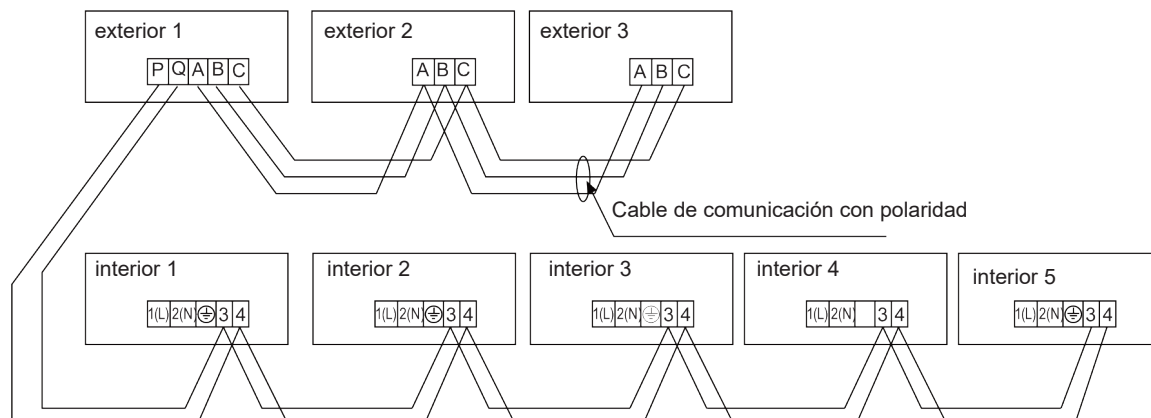 exterior 1
exterior 2
exterior 3
P Q A B C
A B C
A B C
Cable de comunicación con polaridad
interior 1
interior 2
interior 3
interior 4
interior 5
1(L) 2(N) 3 4
1(L) 2(N) 3 4
1(L) 2(N) 3 4
1(L) 2(N) 3 4
1(L) 2(N) 3 4